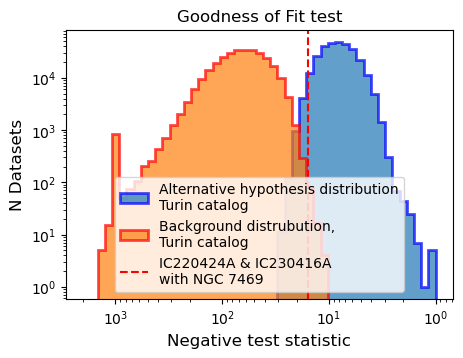 Goodness of Fit test
N Datasets
10⁴
10³
10²
10¹
10⁰
Alternative hypothesis distribution
Turin catalog
Background distrubution,
Turin catalog
IC220424A & IC230416A
with NGC 7469
10³
10²
10¹
10⁰
Negative test statistic